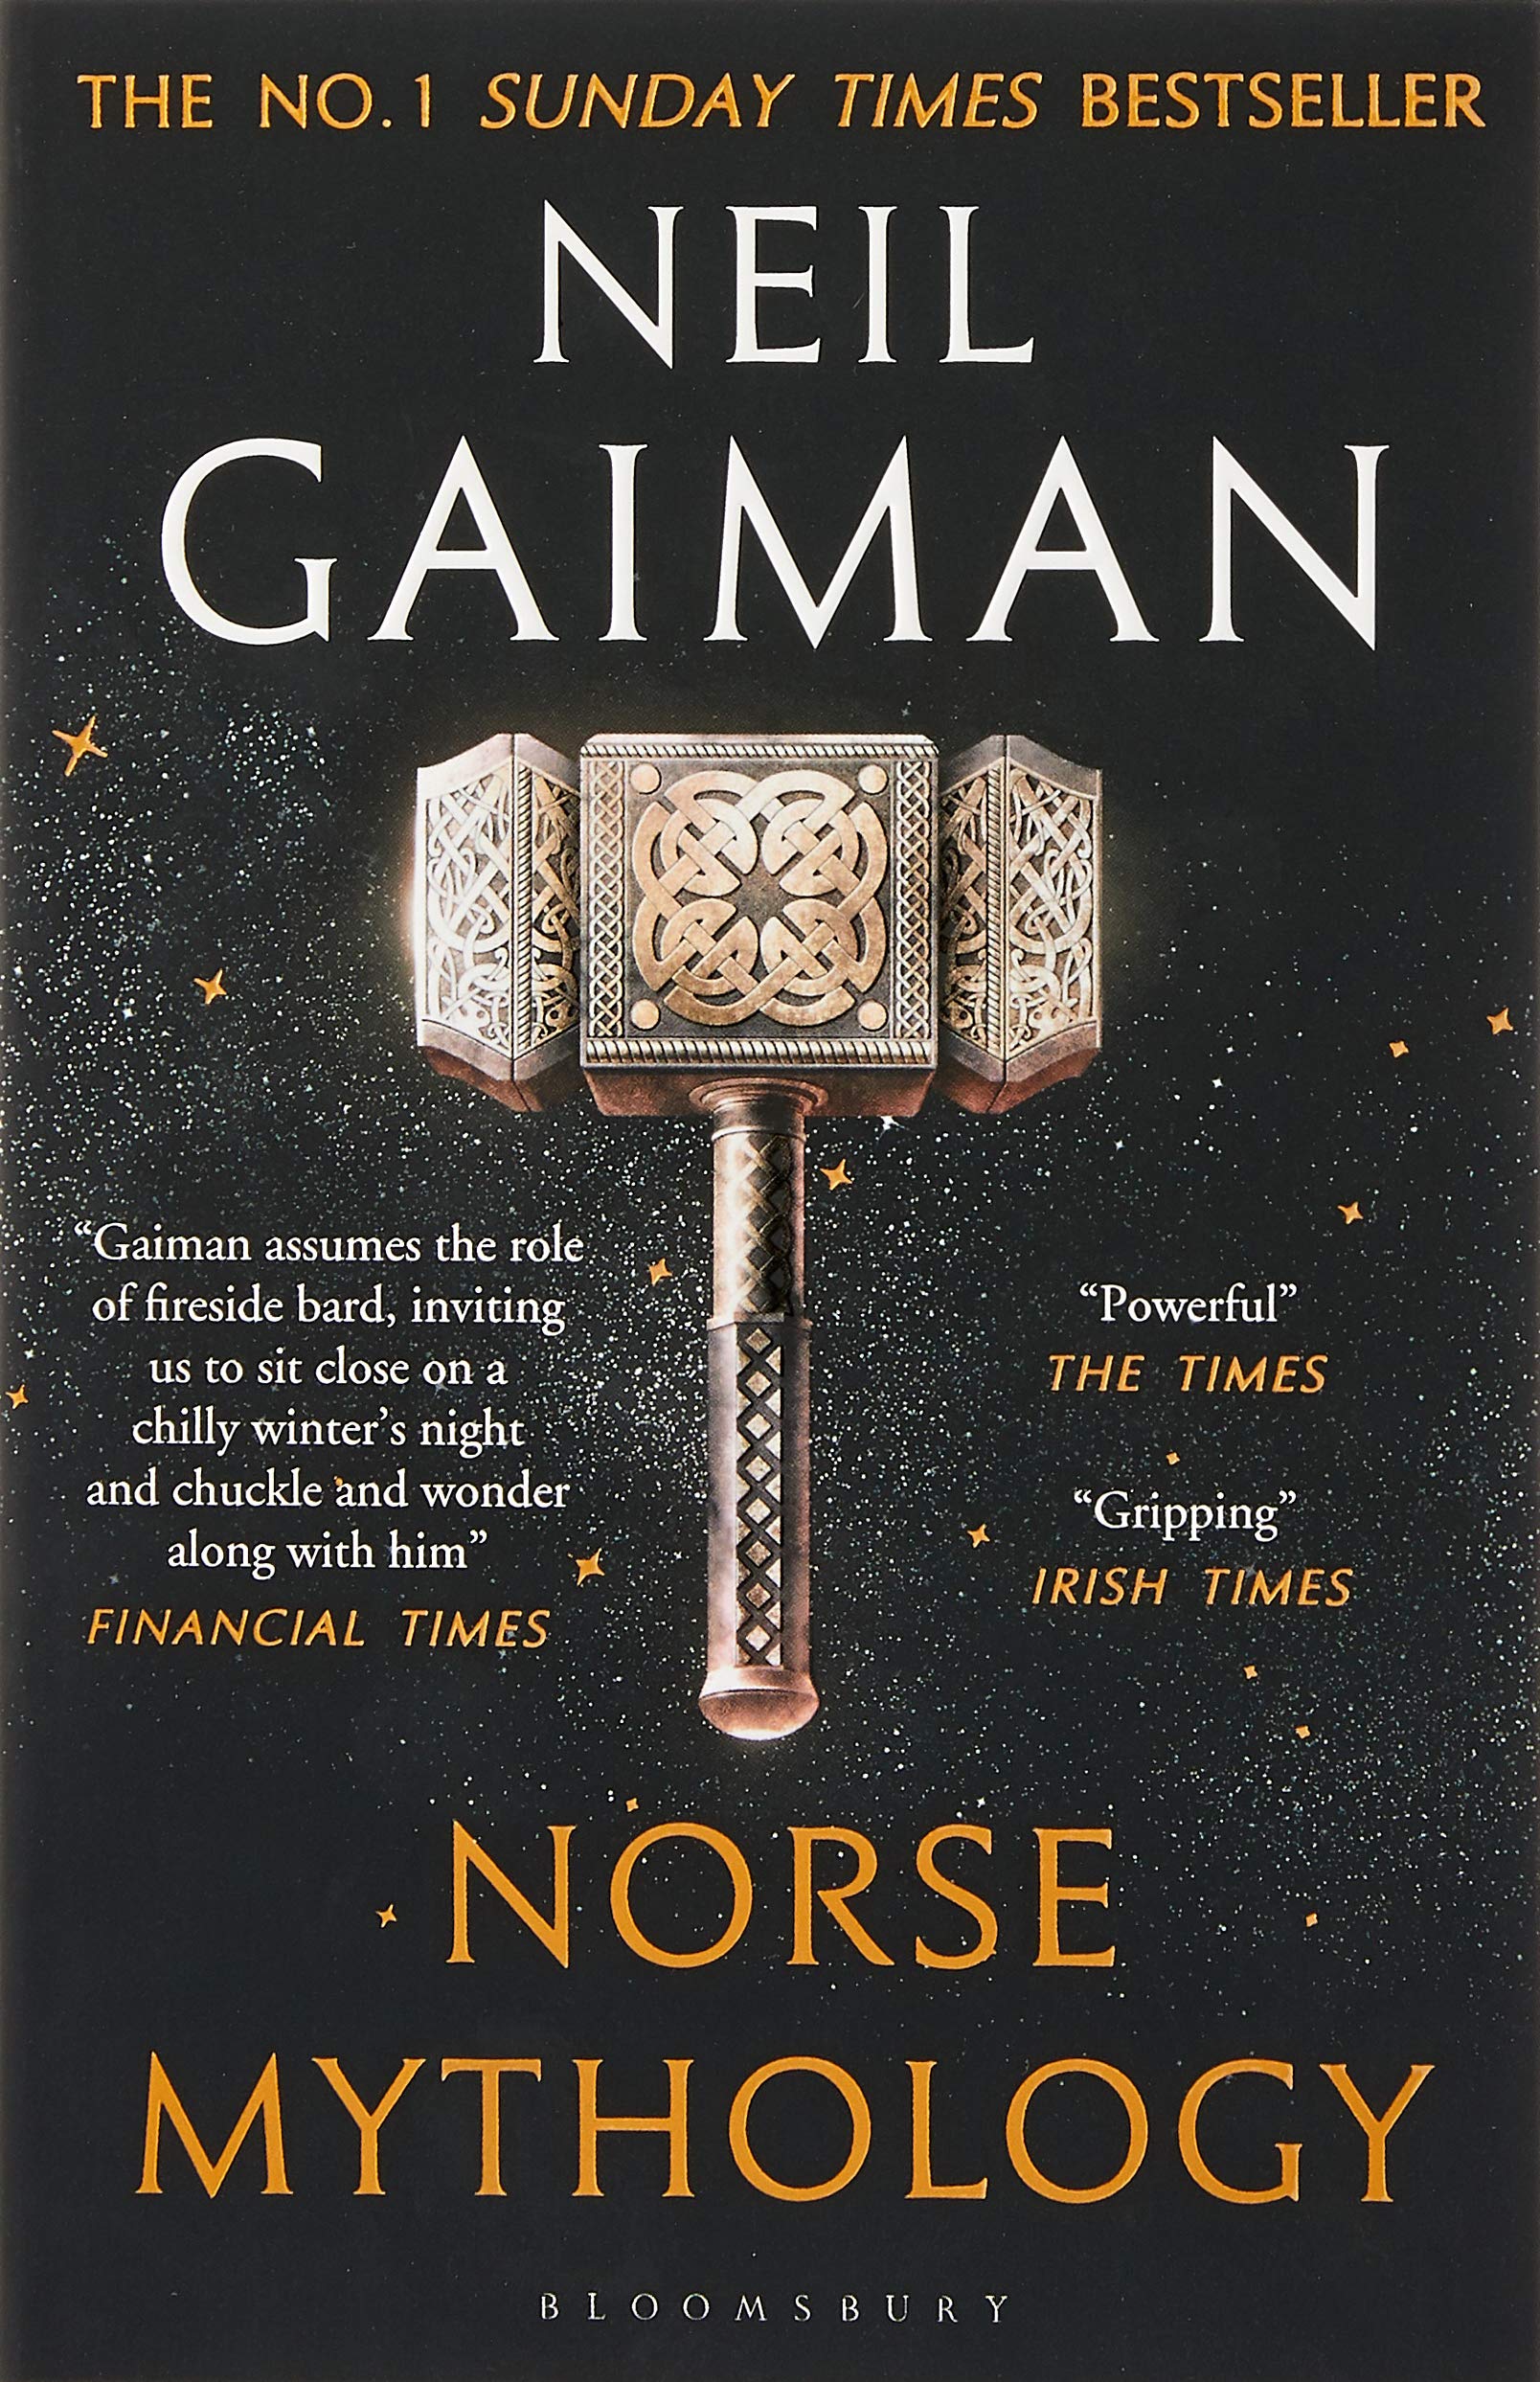 THE NO. 1 SUNDAY TIMES BESTSELLER
NEIL
GAIMAN
“Gaiman assumes the role
of fireside bard, inviting
us to sit close on a
chilly winter’s night
and chuckle and wonder
along with him”
FINANCIAL TIMES
“Powerful”
THE TIMES
“Gripping”
IRISH TIMES
NORSE
MYTHOLOGY
BLOOMSBURY